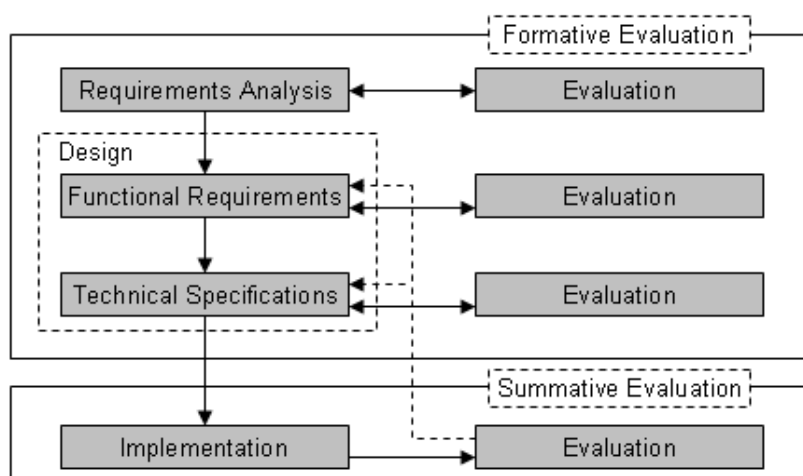 Formative Evaluation
Requirements Analysis
Evaluation
Design
Functional Requirements
Evaluation
Technical Specifications
Evaluation
Summative Evaluation
Implementation
Evaluation